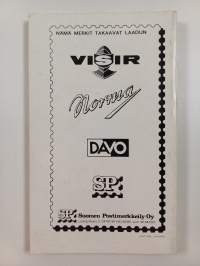 NÄMÄ MERKIT TAKAAVAT LAADUN
VISIR
Norma
DAVO
SP
SP Suomen Postimerkkeily Oy.